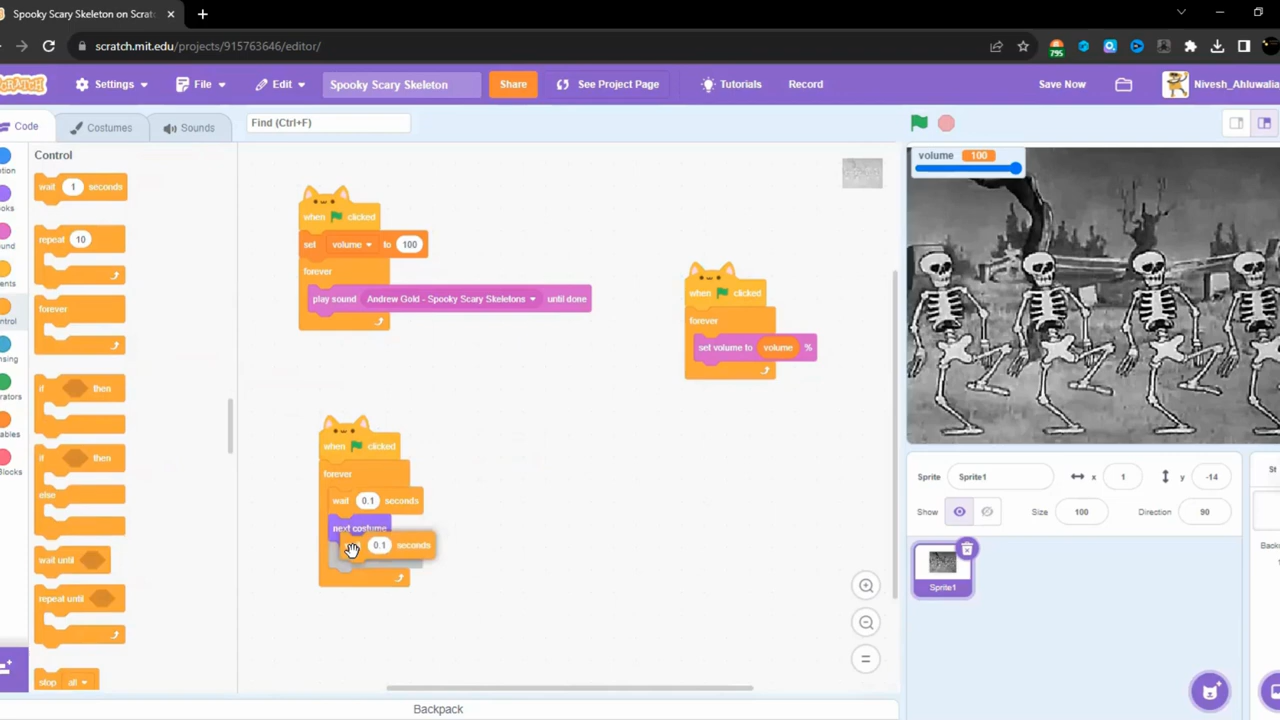 Spooky Scary Skeleton on Scratc
scratch.mit.edu/projects/915763646/editor/
795
Settings
File
Edit
Spooky Scary Skeleton
Share
See Project Page
Tutorials
Record
Save Now
Nivesh_Ahluwalia
Code
Costumes
Sounds
Find (Ctrl+F)
Control
wait 1 seconds
repeat 10
forever
if then
if then
else
wait until
repeat until
stop all
when clicked
set volume to 100
forever
play sound Andrew Gold - Spooky Scary Skeletons until done
when clicked
forever
set volume to volume %
when clicked
forever
wait 0.1 seconds
next costume
0.1 seconds
volume 100
Sprite Sprite1 x 1 y -14
Show Size 100 Direction 90
Sprite1
St
Back
Backpack